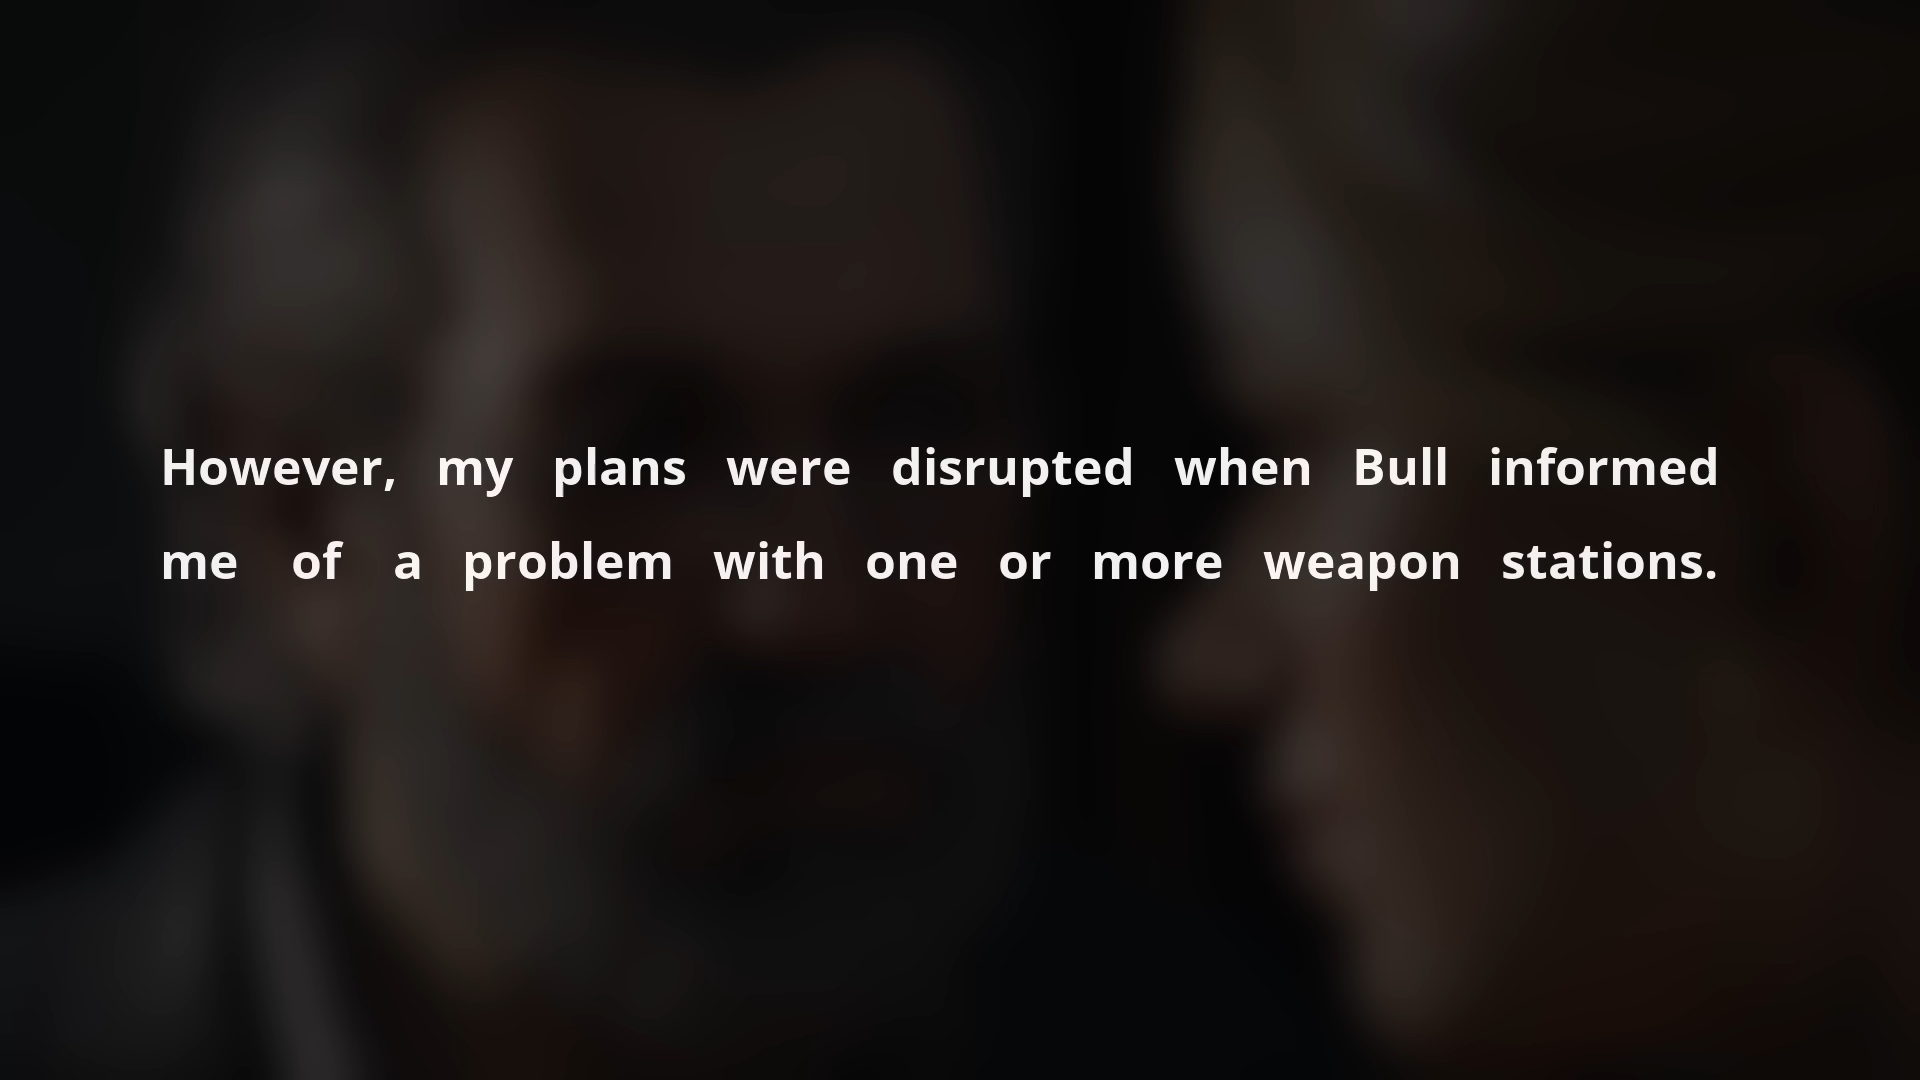 However, my plans were disrupted when Bull informed
me of a problem with one or more weapon stations.